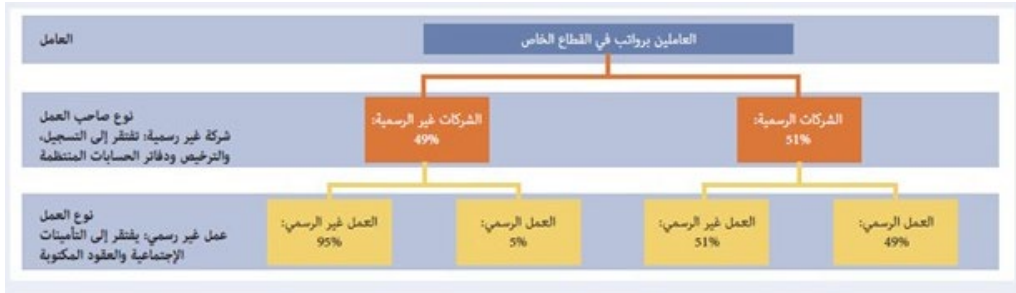 العامل
العاملين برواتب في القطاع الخاص
نوع صاحب العمل
شركة غير رسمية: تفتقر إلى التسجيل،
والترخيص ودفاتر الحسابات المنتظمة
الشركات الرسمية:
51%
الشركات غير الرسمية:
49%
نوع العمل
عمل غير رسمي: يفتقر إلى التأمينات
الإجتماعية والعقود المكتوبة
العمل الرسمي:
49%
العمل غير الرسمي:
51%
العمل الرسمي:
5%
العمل غير الرسمي:
95%